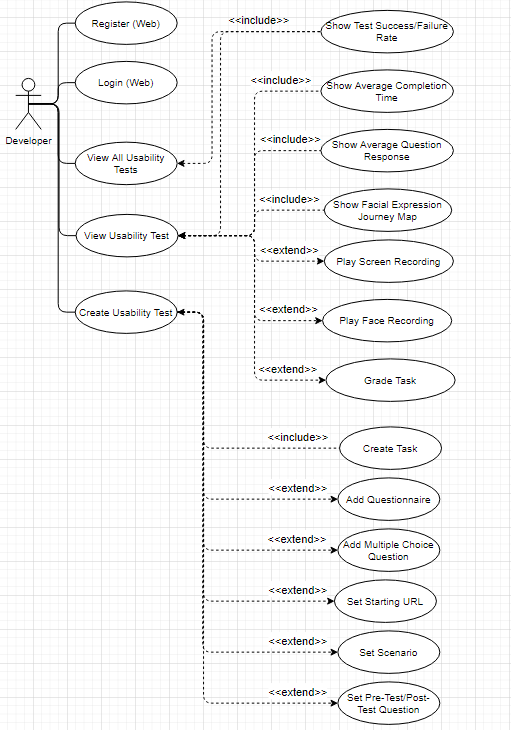 Register (Web)
<<include>>
Show Test Success/Failure
Rate
Login (Web)
<<include>>
Show Average Completion
Time
Developer
View All Usability
Tests
<<include>>
Show Average Question
Response
<<include>>
Show Facial Expression
Journey Map
View Usability Test
<<extend>>
Play Screen Recording
Create Usability Test
<<extend>>
Play Face Recording
<<extend>>
Grade Task
<<include>>
Create Task
<<extend>>
Add Questionnaire
<<extend>>
Add Multiple Choice
Question
<<extend>>
Set Starting URL
<<extend>>
Set Scenario
<<extend>>
Set Pre-Test/Post-
Test Question